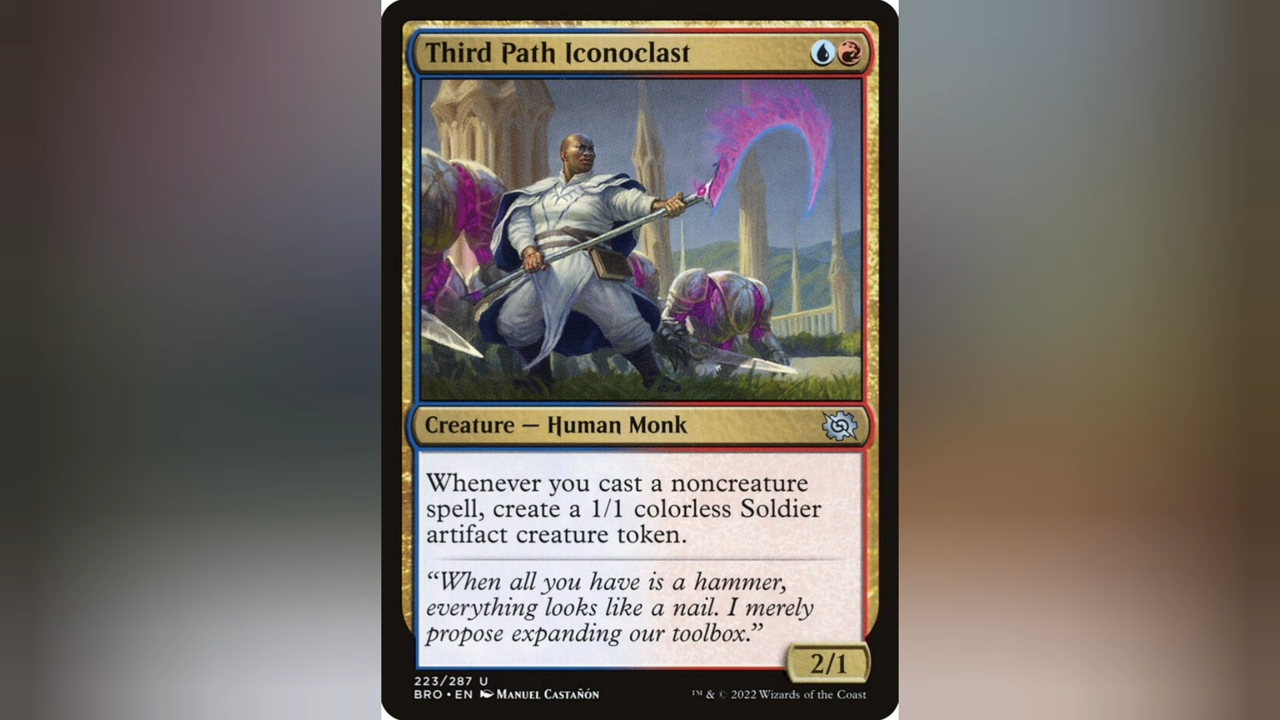 Third Path Iconoclast
Creature — Human Monk
Whenever you cast a noncreature
spell, create a 1/1 colorless Soldier
artifact creature token.
“When all you have is a hammer,
everything looks like a nail. I merely
propose expanding our toolbox.”
2/1
223/287 U
BRO • EN Manuel Castañón
™ & © 2022 Wizards of the Coast